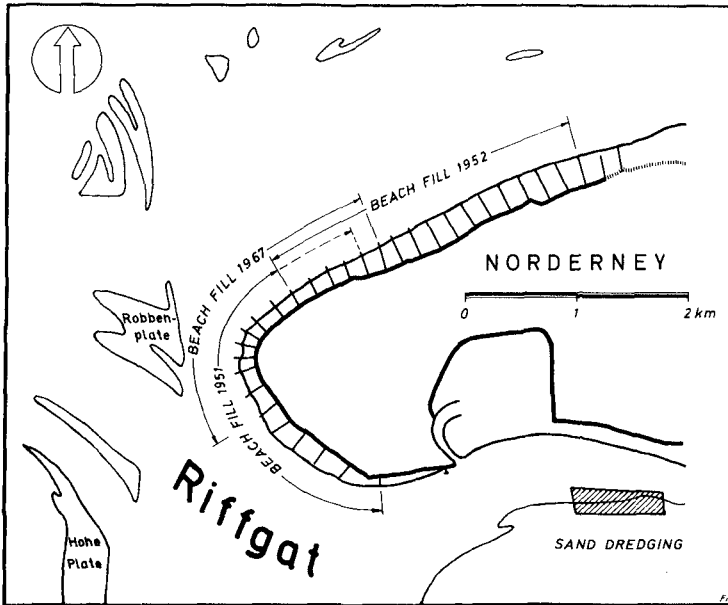 BEACH FILL 1952
BEACH FILL 1967
NORDERNEY
0 1 2 km
Robben-
plate
BEACH FILL 1951
Riffgat
Hohe
Plate
SAND DREDGING